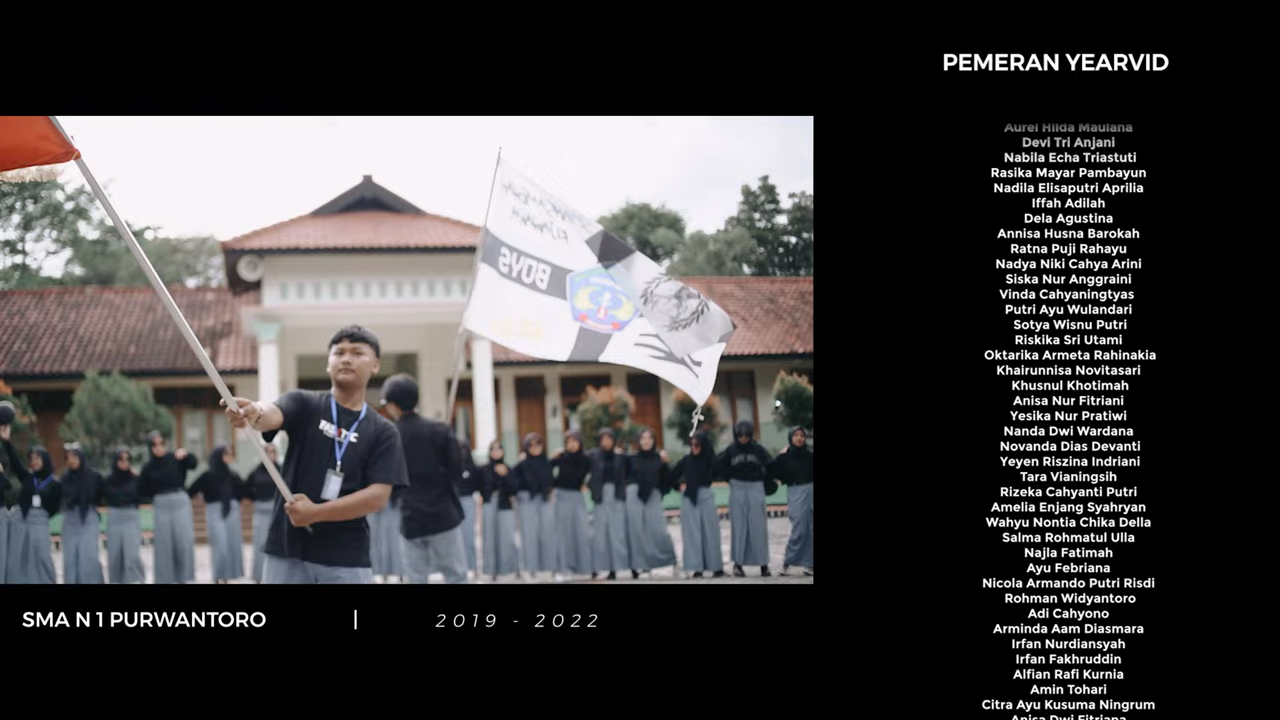 PEMERAN YEARVID
Aurel Hilda Maulana
Devi Tri Anjani
Nabila Echa Triastuti
Rasika Mayar Pambayun
Nadila Elisaputri Aprilia
Iffah Adilah
Dela Agustina
Annisa Husna Barokah
Ratna Puji Rahayu
Nadya Niki Cahya Arini
Siska Nur Anggraini
Vinda Cahyaningtyas
Putri Ayu Wulandari
Sotya Wisnu Putri
Riskika Sri Utami
Oktarika Armeta Rahinakia
Khairunnisa Novitasari
Khusnul Khotimah
Anisa Nur Fitriani
Yesika Nur Pratiwi
Nanda Dwi Wardana
Novanda Dias Devanti
Yeyen Riszina Indriani
Tara Vianingsih
Rizeka Cahyanti Putri
Amelia Enjang Syahryan
Wahyu Nontia Chika Della
Salma Rohmatul Ulla
Najla Fatimah
Ayu Febriana
Nicola Armando Putri Risdi
Rohman Widyantoro
Adi Cahyono
Arminda Aam Diasmara
Irfan Nurdiansyah
Irfan Fakhruddin
Alfian Rafi Kurnia
Amin Tohari
Citra Ayu Kusuma Ningrum
Anisa Dwi Fitriana
BOYS
SMA N 1 PURWANTORO | 2019 - 2022